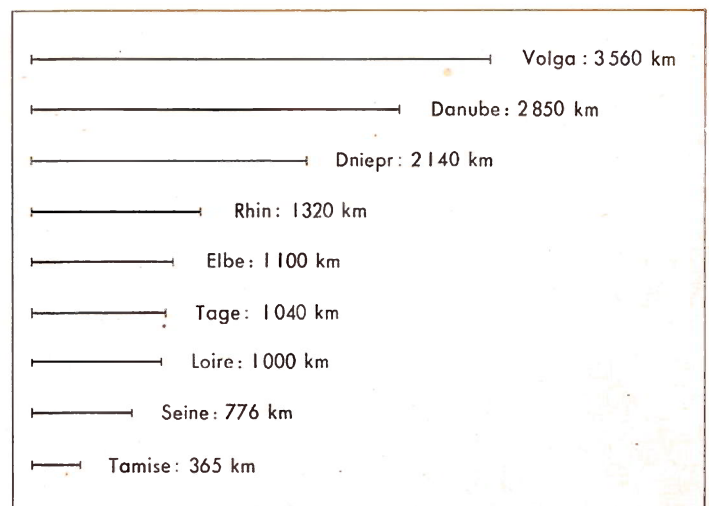 Volga : 3 560 km
Danube : 2 850 km
Dniepr : 2 140 km
Rhin : 1320 km
Elbe : 1 100 km
Tage : 1 040 km
Loire : 1 000 km
Seine : 776 km
Tamise : 365 km